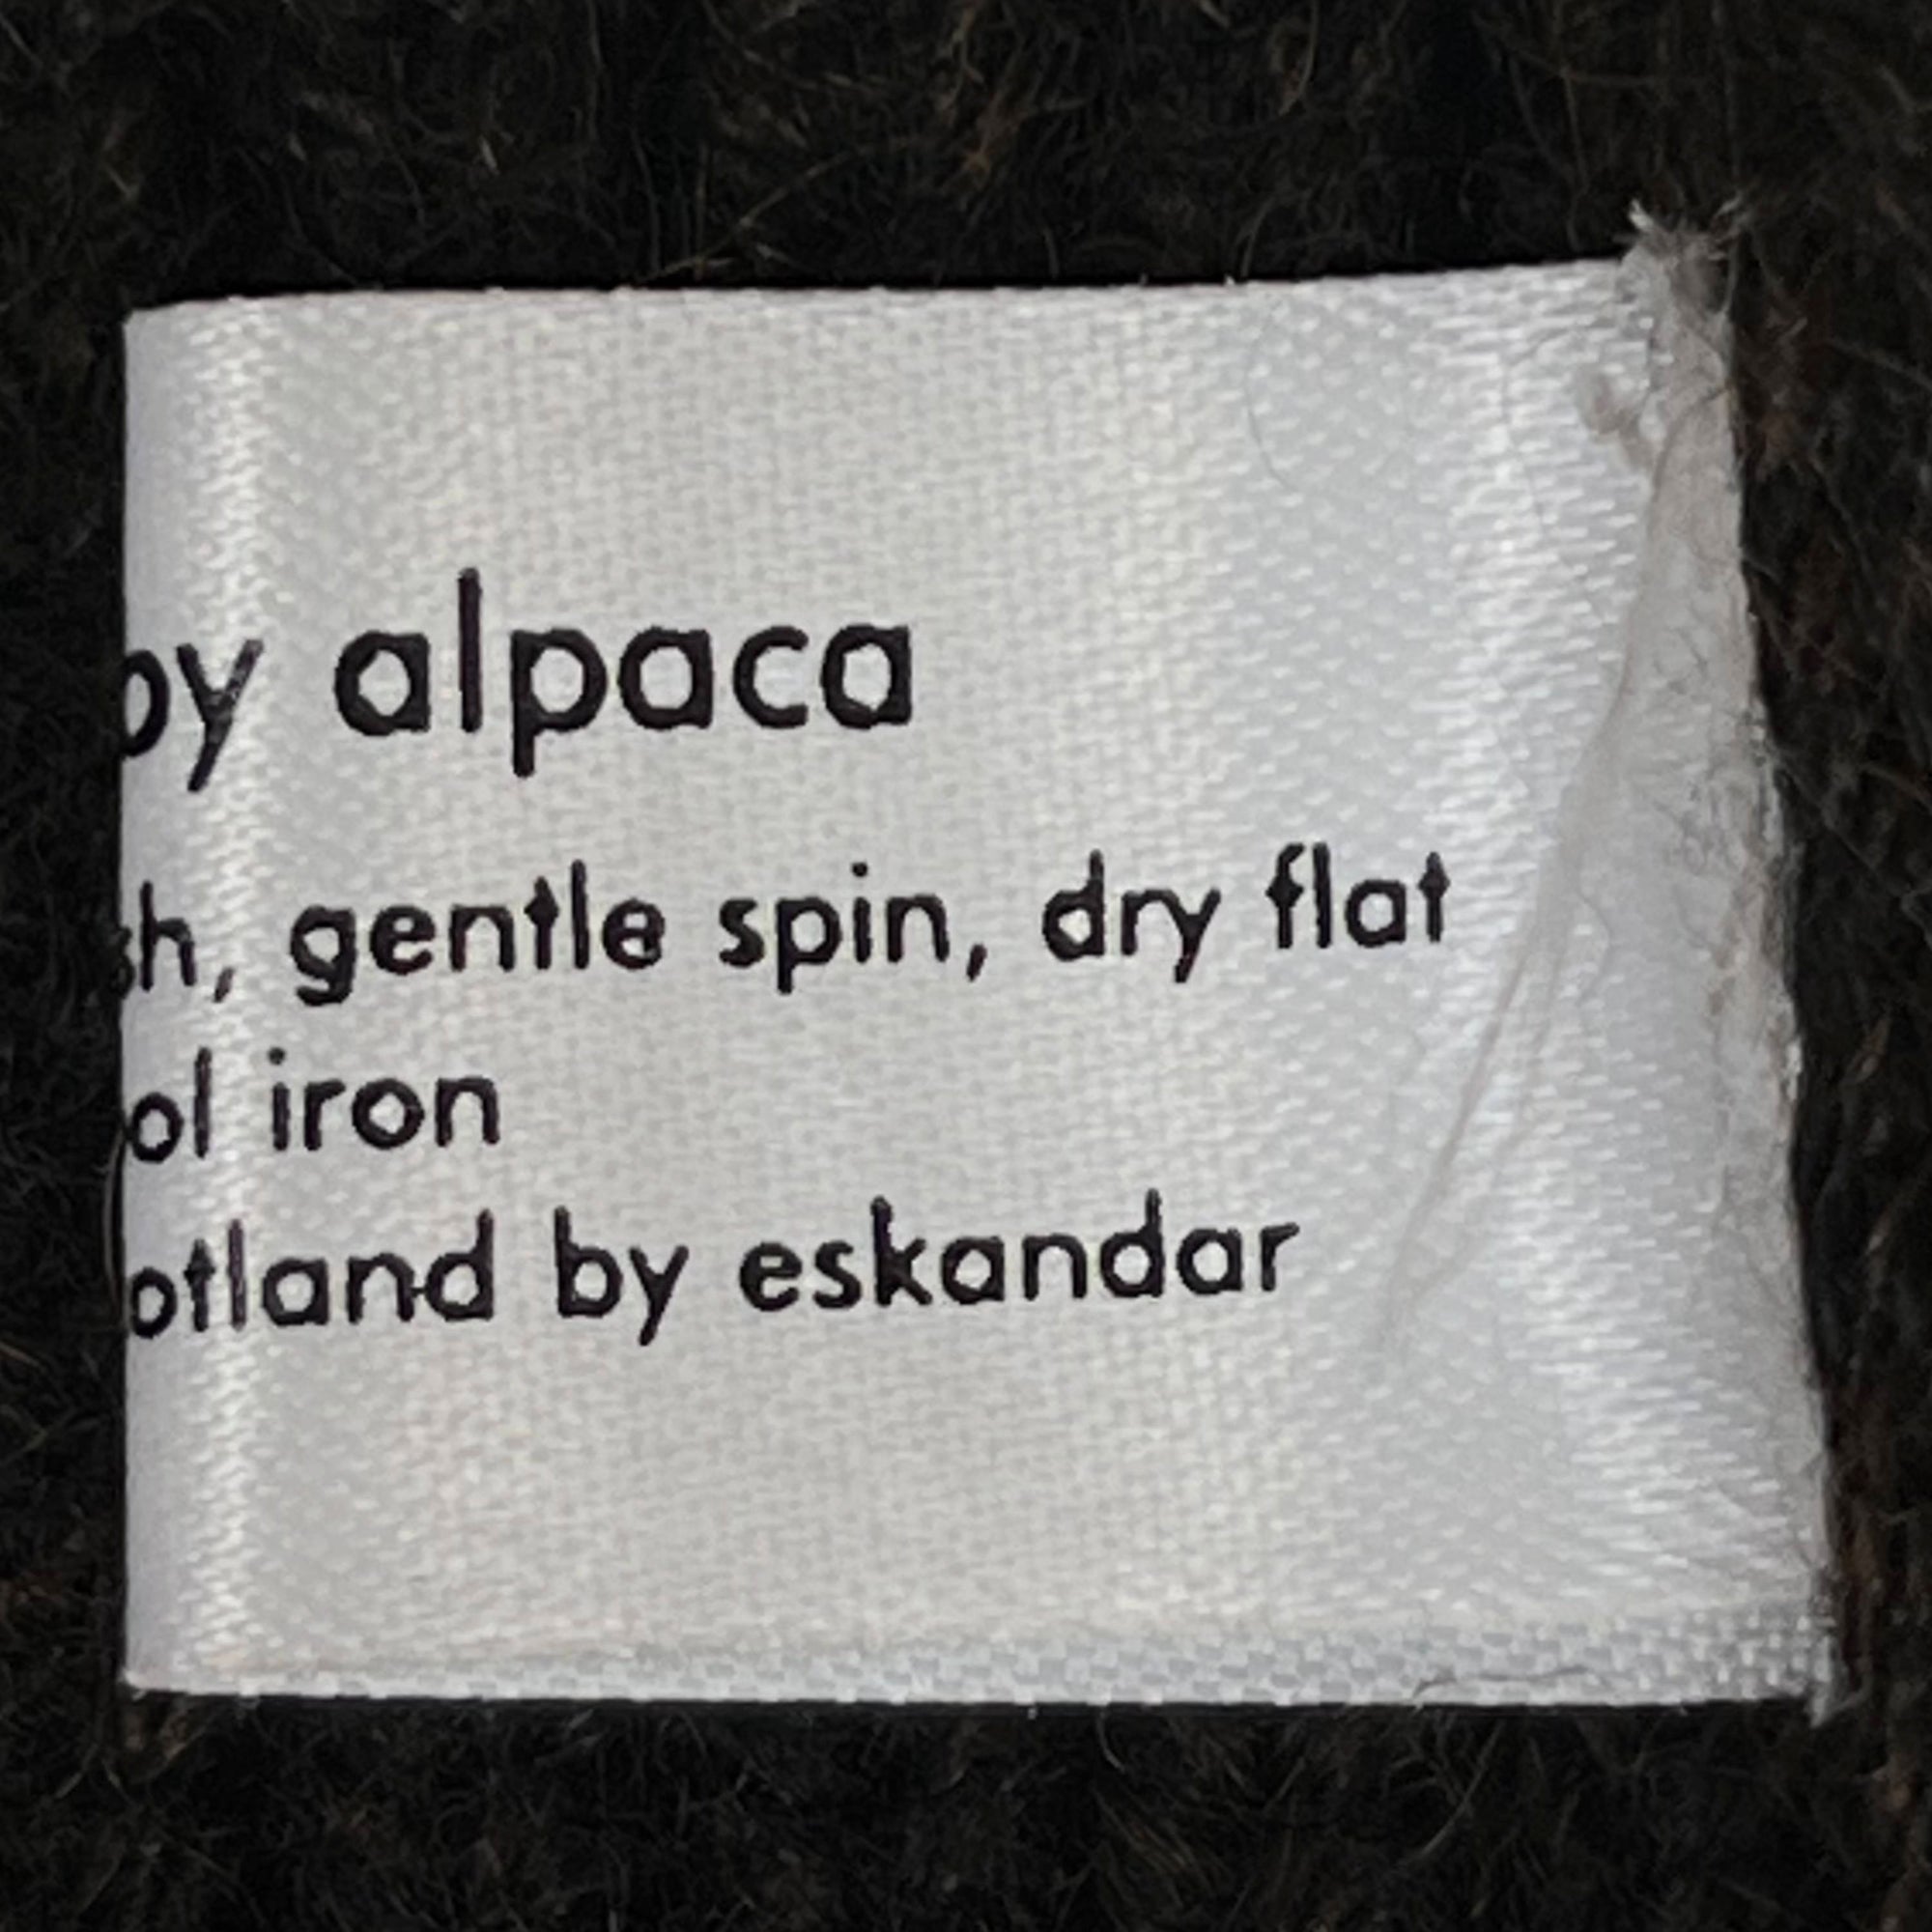 by alpaca
sh, gentle spin, dry flat
ol iron
otland by eskandar